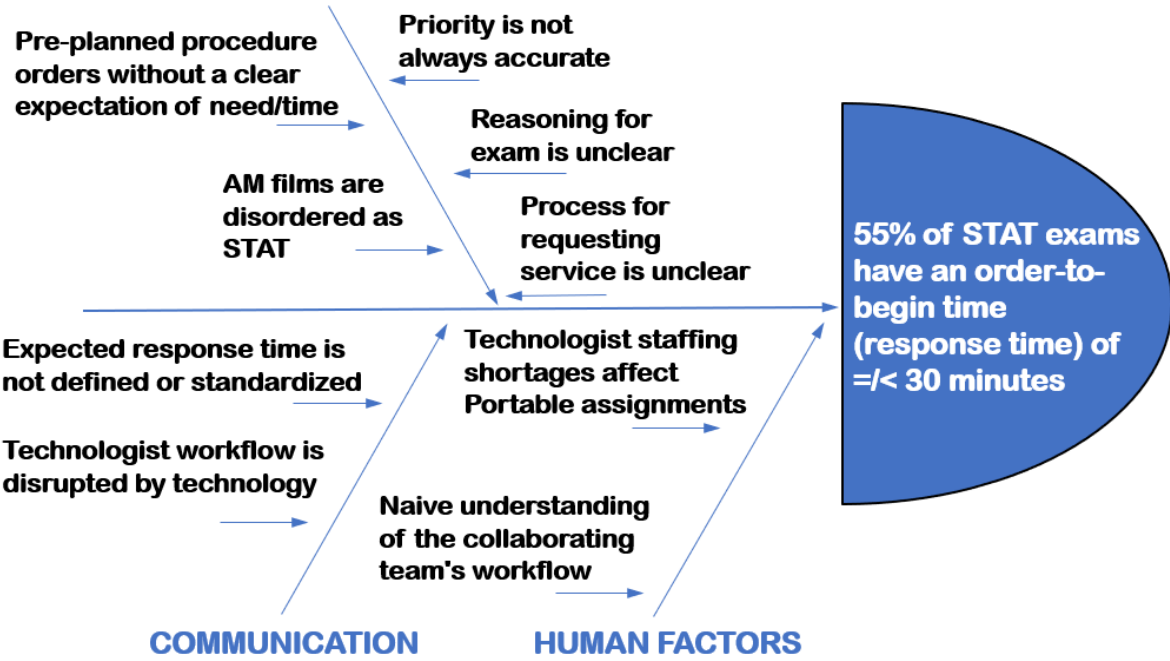 Pre-planned procedure
orders without a clear
expectation of need/time
Priority is not
always accurate
Reasoning for
exam is unclear
AM films are
disordered as
STAT
Process for
requesting
service is unclear
55% of STAT exams
have an order-to-
begin time
(response time) of
=/< 30 minutes
Expected response time is
not defined or standardized
Technologist workflow is
disrupted by technology
Technologist staffing
shortages affect
Portable assignments
Naive understanding
of the collaborating
team's workflow
COMMUNICATION
HUMAN FACTORS